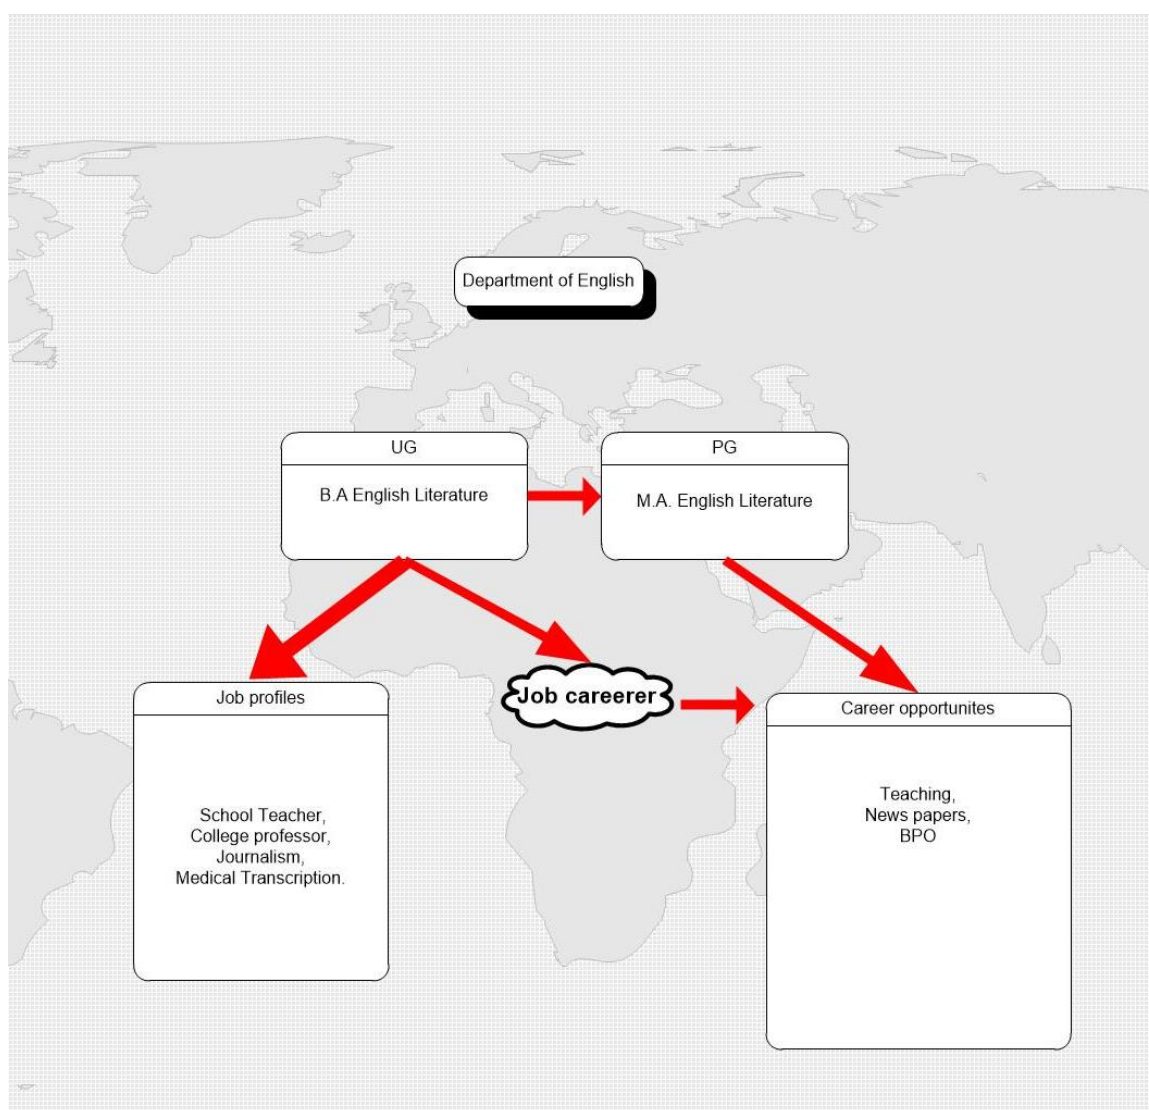 Department of English
UG
B.A English Literature
PG
M.A. English Literature
Job profiles
School Teacher,
College professor,
Journalism,
Medical Transcription.
Job careerer
Career opportunites
Teaching,
News papers,
BPO